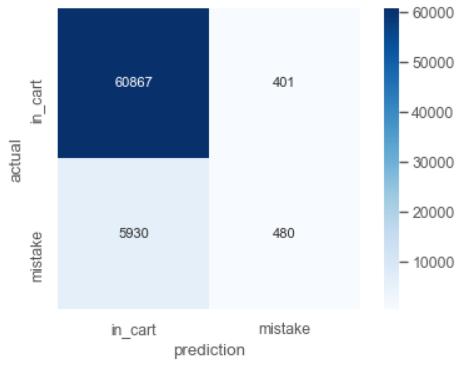 60000
50000
40000
30000
20000
10000
60867 401
5930 480
in_cart
mistake
actual
in_cart mistake
prediction